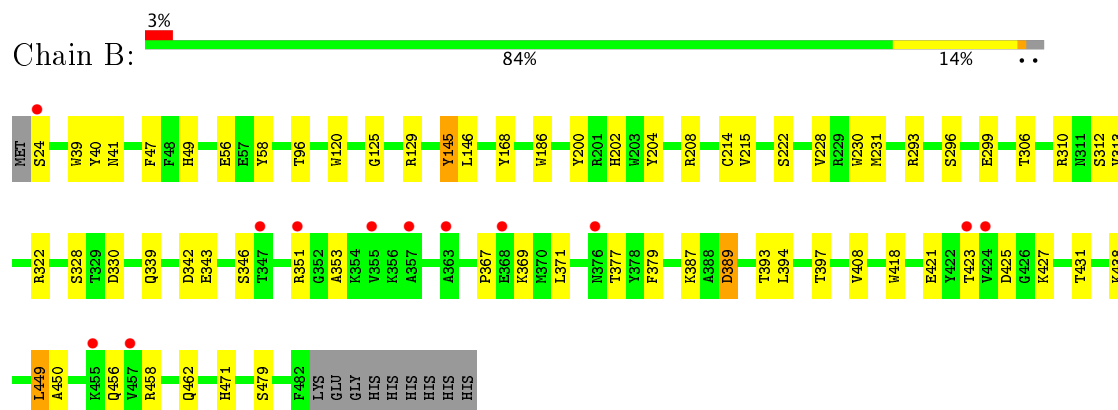 3%
Chain B:
84% 14% • •
MET S24 W39 Y40 N41 F47 F48 H49 E56 E57 Y58 T96 W120 G125 R129 Y145 L146 Y168 W186 Y200 R201 H202 W203 Y204 R208 C214 V215 S222 V228 R229 W230 M231 R293 S296 E299 T306 R310 N311 S312
R322 S328 T329 D330 Q339 D342 E343 S346 T347 R351 G352 A353 K354 V355 K356 A357 A363 P367 E368 K369 M370 L371 N376 T377 Y378 F379 K387 A388 D389 T393 L394 T397 V408 W418 E421 Y422 T423 V424 D425 G426 K427 T431
L449 A450 K455 Q456 V457 R458 Q462 H471 S479 F482 LYS GLU GLY HIS HIS HIS HIS HIS HIS